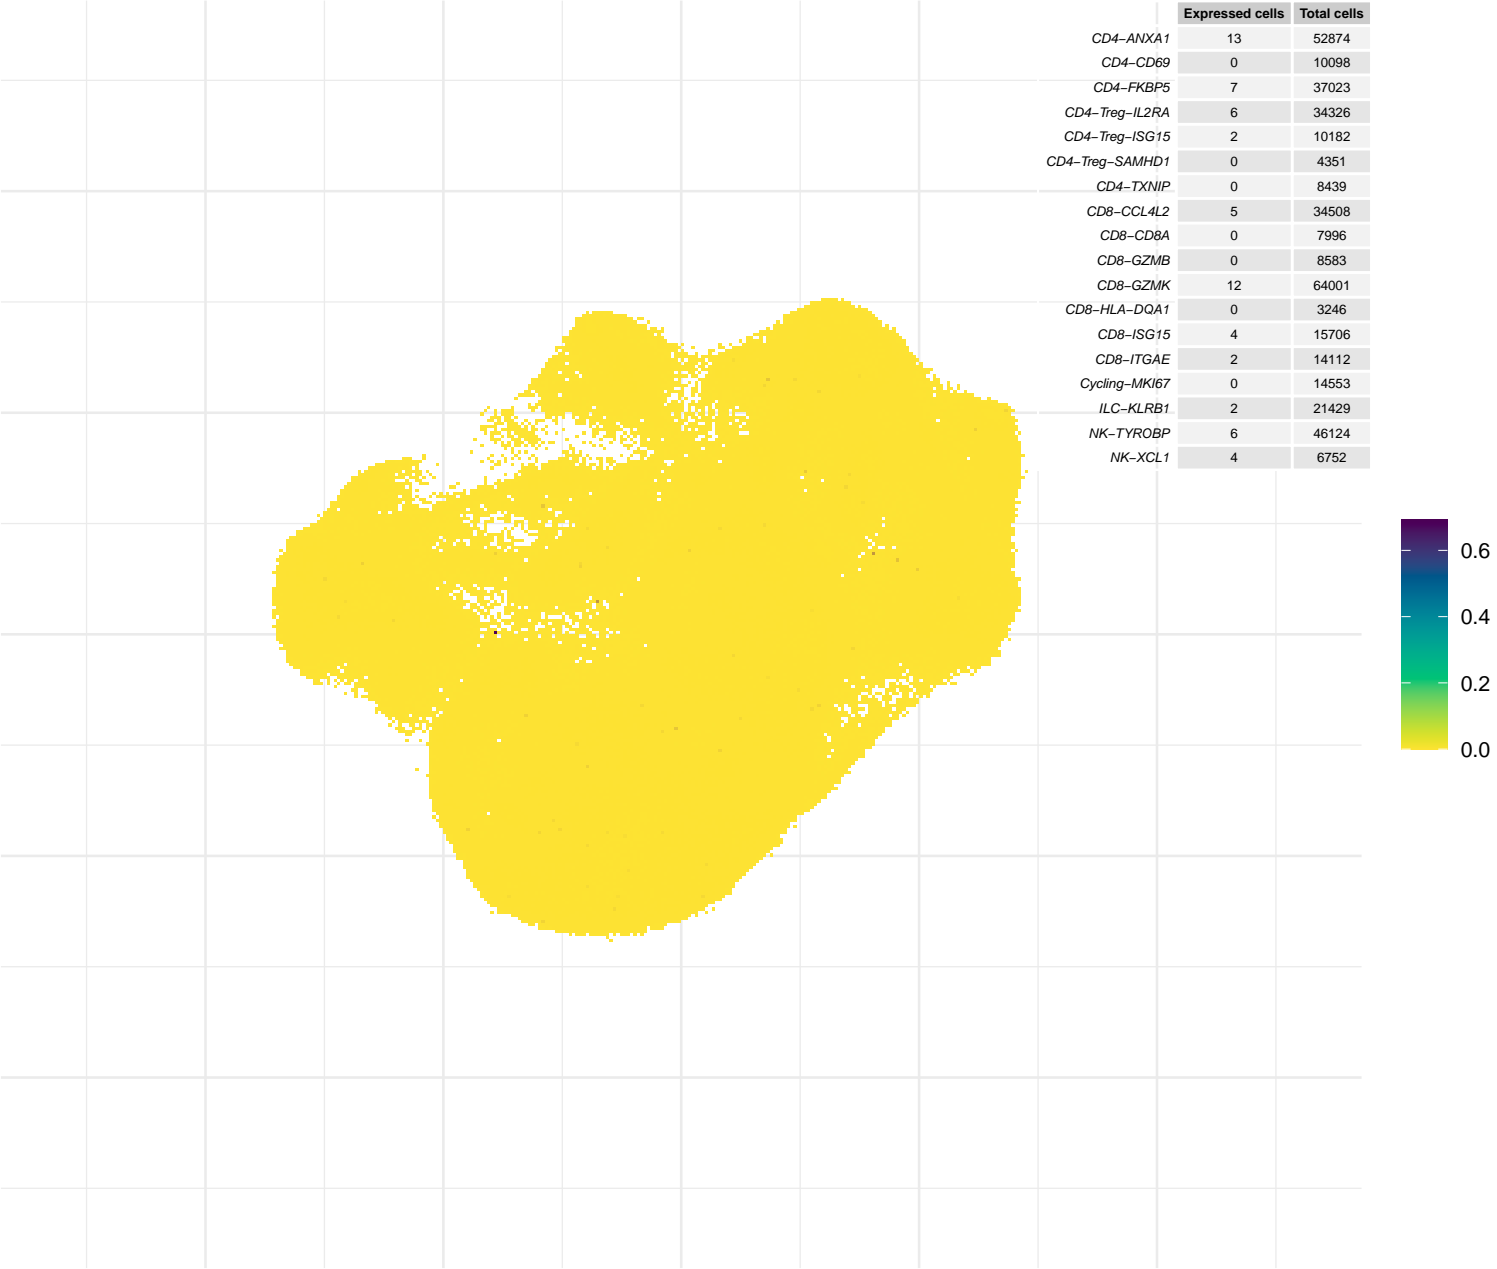 Expressed cells Total cells
CD4−ANXA1 13 52874
CD4−CD69 0 10098
CD4−FKBP5 7 37023
CD4−Treg−IL2RA 6 34326
CD4−Treg−ISG15 2 10182
CD4−Treg−SAMHD1 0 4351
CD4−TXNIP 0 8439
CD8−CCL4L2 5 34508
CD8−CD8A 0 7996
CD8−GZMB 0 8583
CD8−GZMK 12 64001
CD8−HLA−DQA1 0 3246
CD8−ISG15 4 15706
CD8−ITGAE 2 14112
Cycling−MKI67 0 14553
ILC−KLRB1 2 21429
NK−TYROBP 6 46124
NK−XCL1 4 6752
0.6
0.4
0.2
0.0